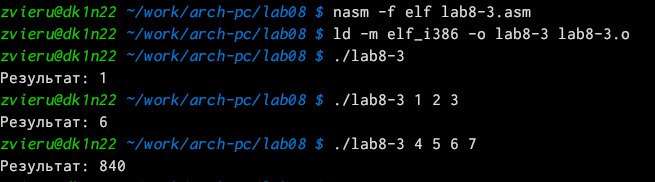 zvieru@dk1n22 ~/work/arch-pc/lab08 $ nasm -f elf lab8-3.asm
zvieru@dk1n22 ~/work/arch-pc/lab08 $ ld -m elf_i386 -o lab8-3 lab8-3.o
zvieru@dk1n22 ~/work/arch-pc/lab08 $ ./lab8-3
Результат: 1
zvieru@dk1n22 ~/work/arch-pc/lab08 $ ./lab8-3 1 2 3
Результат: 6
zvieru@dk1n22 ~/work/arch-pc/lab08 $ ./lab8-3 4 5 6 7
Результат: 840